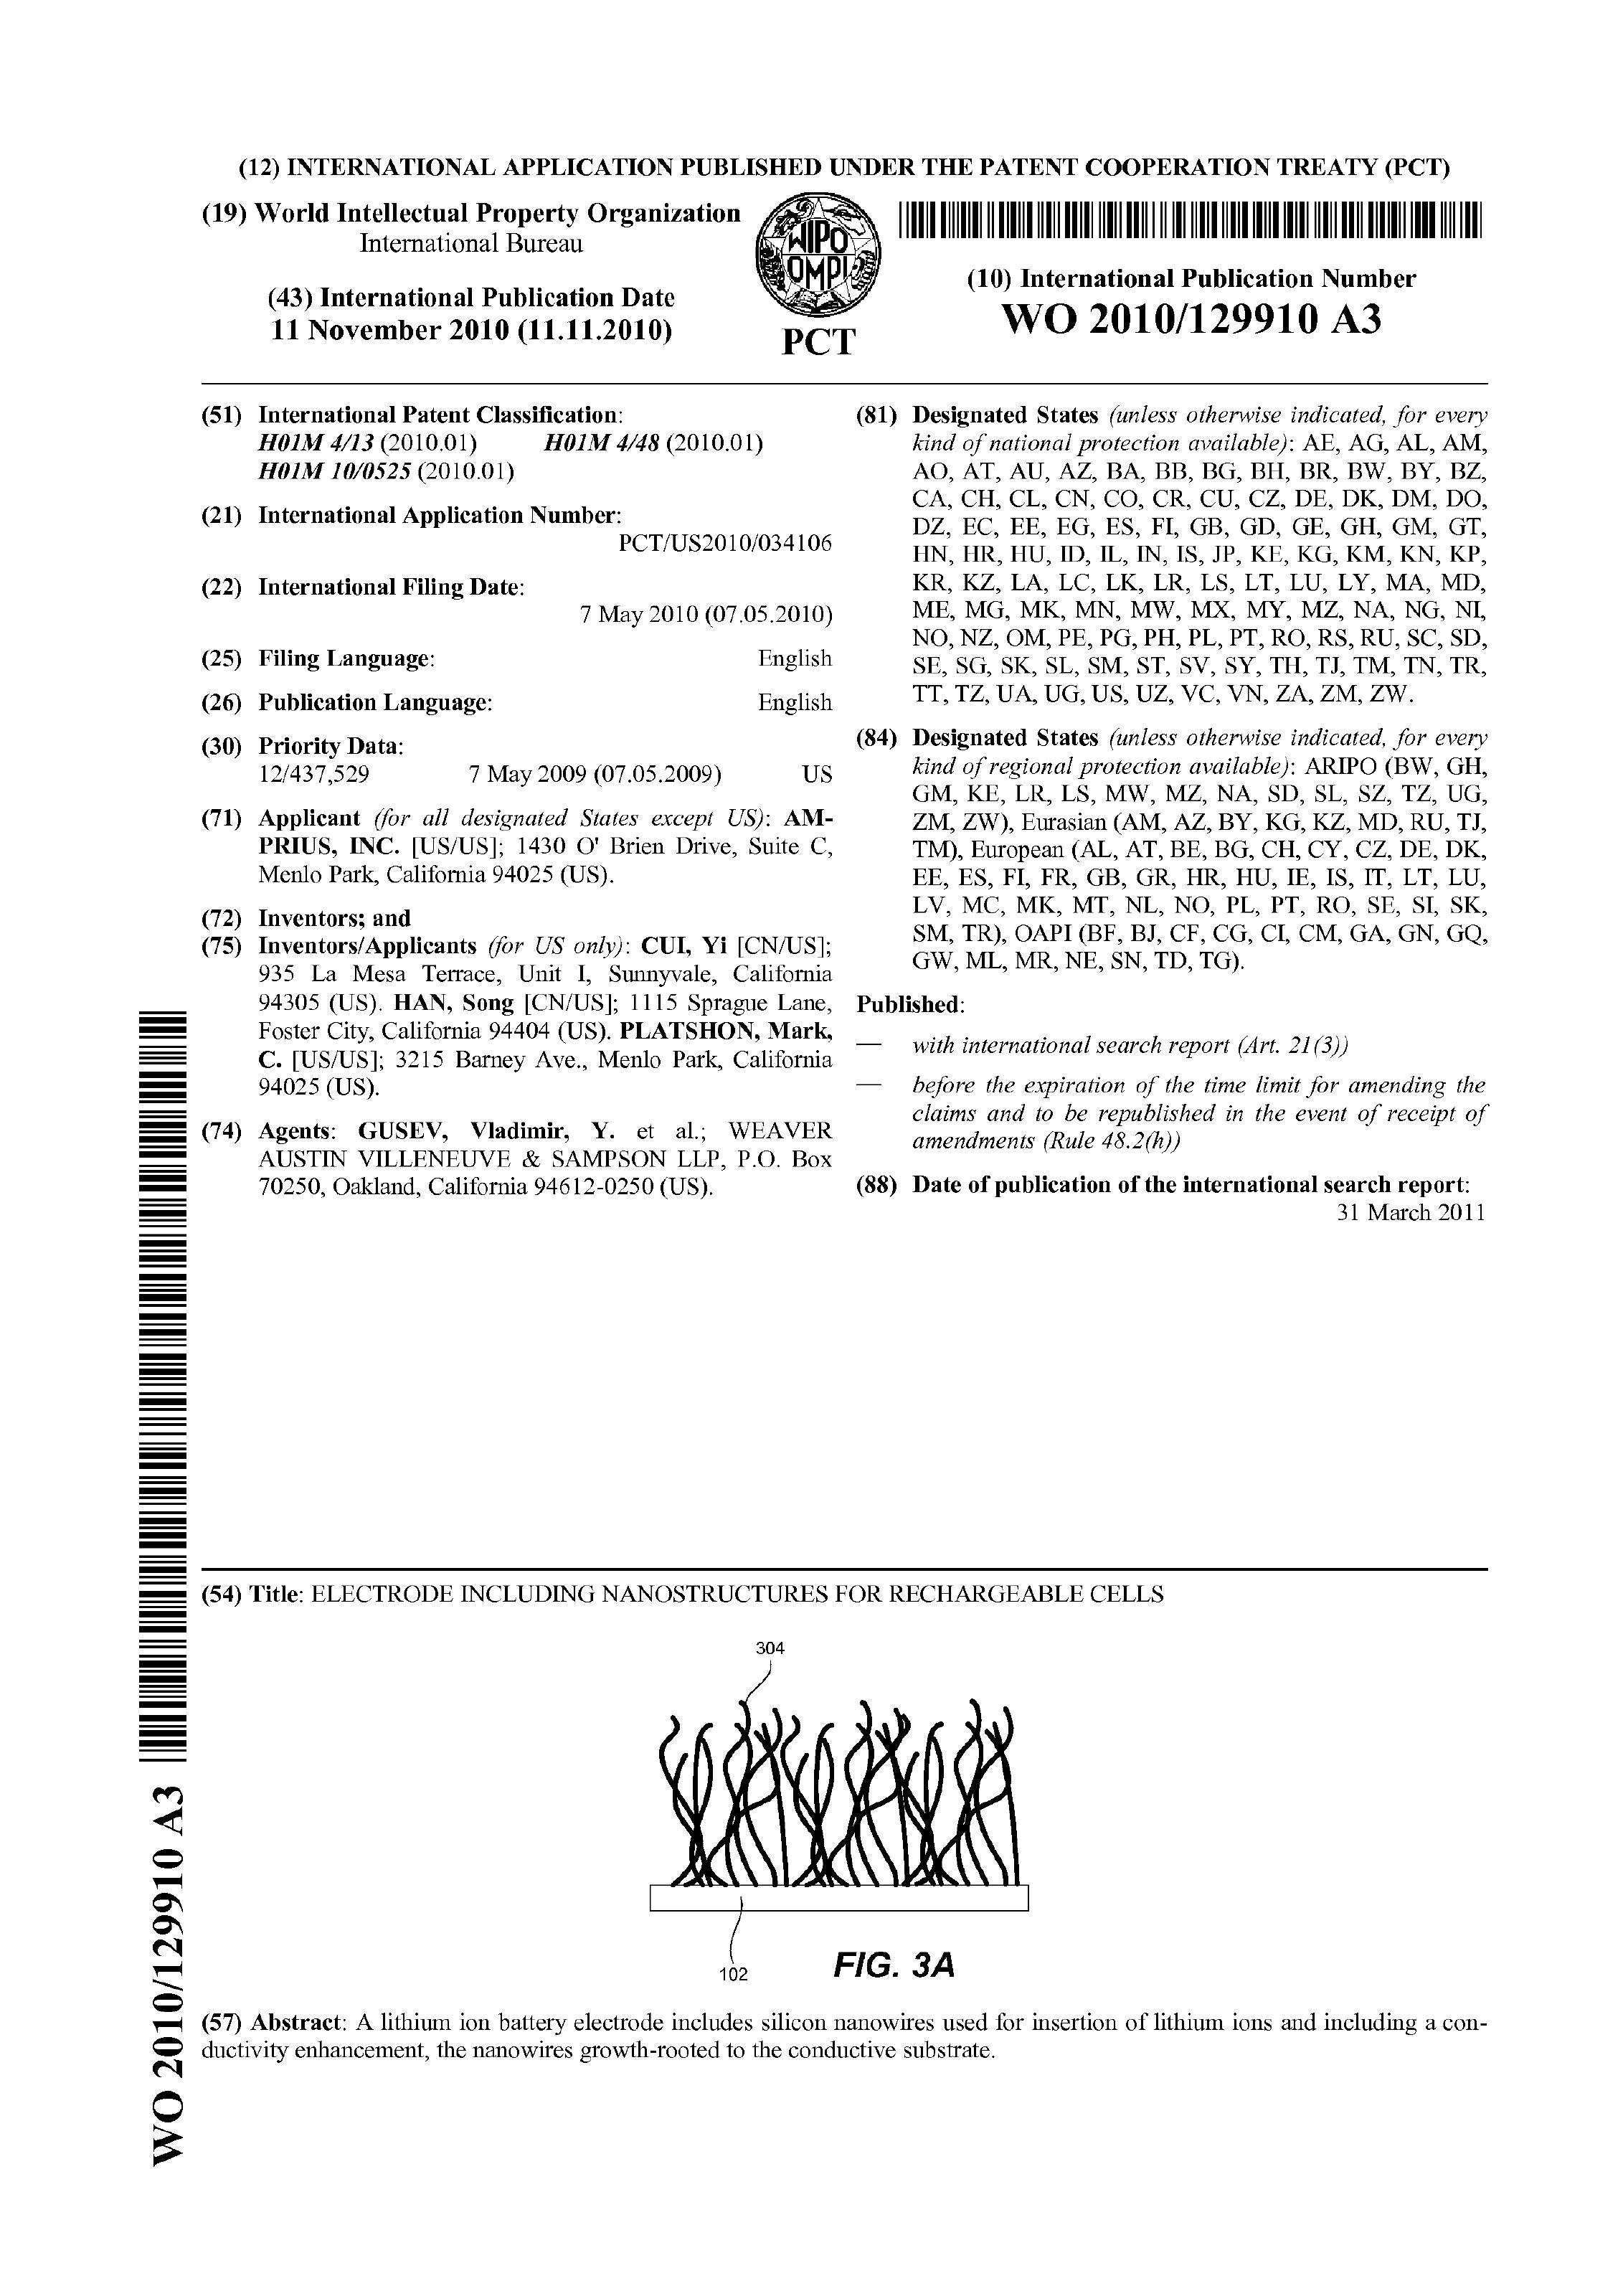 (12) INTERNATIONAL APPLICATION PUBLISHED UNDER THE PATENT COOPERATION TREATY (PCT)
(19) World Intellectual Property Organization
International Bureau
(43) International Publication Date
11 November 2010 (11.11.2010)
WIPO
OMPI
PCT
(10) International Publication Number
WO 2010/129910 A3
(51) International Patent Classification:
H01M 4/13 (2010.01) H01M 4/48 (2010.01)
H01M 10/0525 (2010.01)
(21) International Application Number:
PCT/US2010/034106
(22) International Filing Date:
7 May 2010 (07.05.2010)
(25) Filing Language: English
(26) Publication Language: English
(30) Priority Data:
12/437,529 7 May 2009 (07.05.2009) US
(71) Applicant (for all designated States except US): AM-
PRIUS, INC. [US/US]; 1430 O' Brien Drive, Suite C,
Menlo Park, California 94025 (US).
(72) Inventors; and
(75) Inventors/Applicants (for US only): CUI, Yi [CN/US];
935 La Mesa Terrace, Unit I, Sunnyvale, California
94305 (US). HAN, Song [CN/US]; 1115 Sprague Lane,
Foster City, California 94404 (US). PLATSHON, Mark,
C. [US/US]; 3215 Barney Ave., Menlo Park, California
94025 (US).
(74) Agents: GUSEV, Vladimir, Y. et al.; WEAVER
AUSTIN VILLENEUVE & SAMPSON LLP, P.O. Box
70250, Oakland, California 94612-0250 (US).
(81) Designated States (unless otherwise indicated, for every
kind of national protection available): AE, AG, AL, AM,
AO, AT, AU, AZ, BA, BB, BG, BH, BR, BW, BY, BZ,
CA, CH, CL, CN, CO, CR, CU, CZ, DE, DK, DM, DO,
DZ, EC, EE, EG, ES, FI, GB, GD, GE, GH, GM, GT,
HN, HR, HU, ID, IL, IN, IS, JP, KE, KG, KM, KN, KP,
KR, KZ, LA, LC, LK, LR, LS, LT, LU, LY, MA, MD,
ME, MG, MK, MN, MW, MX, MY, MZ, NA, NG, NI,
NO, NZ, OM, PE, PG, PH, PL, PT, RO, RS, RU, SC, SD,
SE, SG, SK, SL, SM, ST, SV, SY, TH, TJ, TM, TN, TR,
TT, TZ, UA, UG, US, UZ, VC, VN, ZA, ZM, ZW.
(84) Designated States (unless otherwise indicated, for every
kind of regional protection available): ARIPO (BW, GH,
GM, KE, LR, LS, MW, MZ, NA, SD, SL, SZ, TZ, UG,
ZM, ZW), Eurasian (AM, AZ, BY, KG, KZ, MD, RU, TJ,
TM), European (AL, AT, BE, BG, CH, CY, CZ, DE, DK,
EE, ES, FI, FR, GB, GR, HR, HU, IE, IS, IT, LT, LU,
LV, MC, MK, MT, NL, NO, PL, PT, RO, SE, SI, SK,
SM, TR), OAPI (BF, BJ, CF, CG, CI, CM, GA, GN, GQ,
GW, ML, MR, NE, SN, TD, TG).
Published:
— with international search report (Art. 21(3))
— before the expiration of the time limit for amending the
claims and to be republished in the event of receipt of
amendments (Rule 48.2(h))
(88) Date of publication of the international search report:
31 March 2011
WO 2010/129910 A3
(54) Title: ELECTRODE INCLUDING NANOSTRUCTURES FOR RECHARGEABLE CELLS
304
102
FIG. 3A
(57) Abstract: A lithium ion battery electrode includes silicon nanowires used for insertion of lithium ions and including a con-
ductivity enhancement, the nanowires growth-rooted to the conductive substrate.